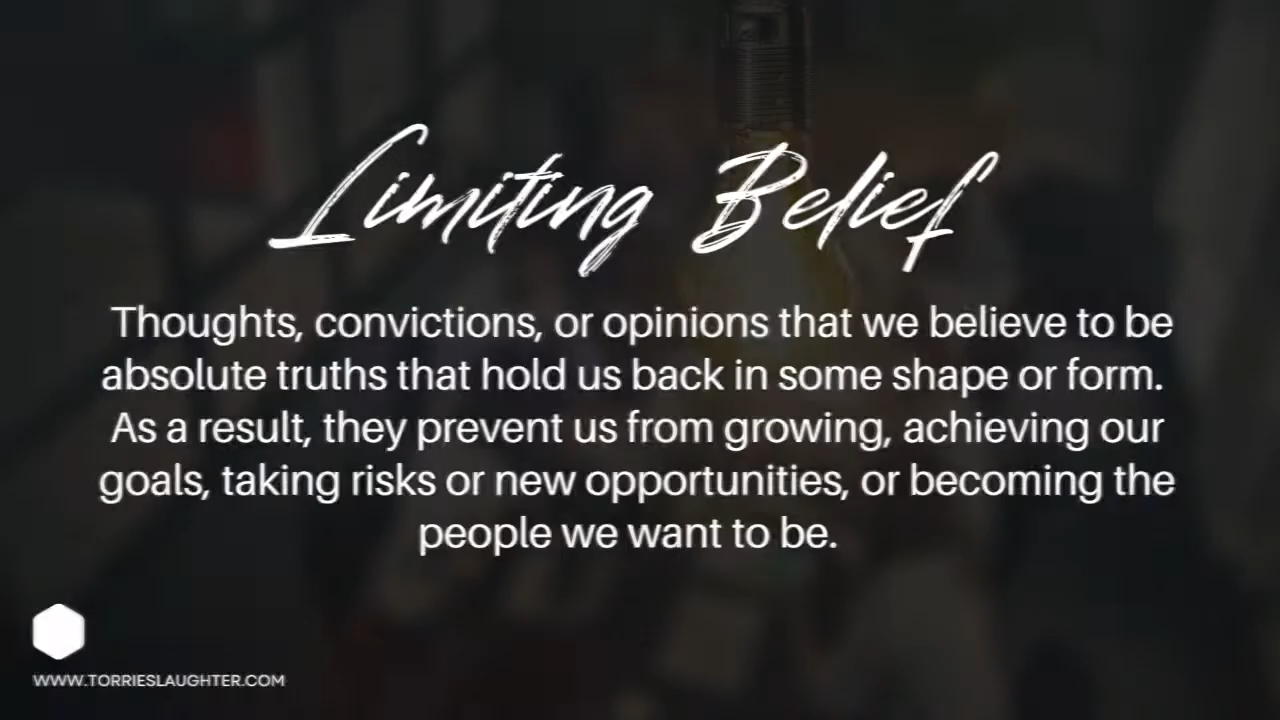 Limiting Belief
Thoughts, convictions, or opinions that we believe to be
absolute truths that hold us back in some shape or form.
As a result, they prevent us from growing, achieving our
goals, taking risks or new opportunities, or becoming the
people we want to be.
WWW.TORRIESLAUGHTER.COM